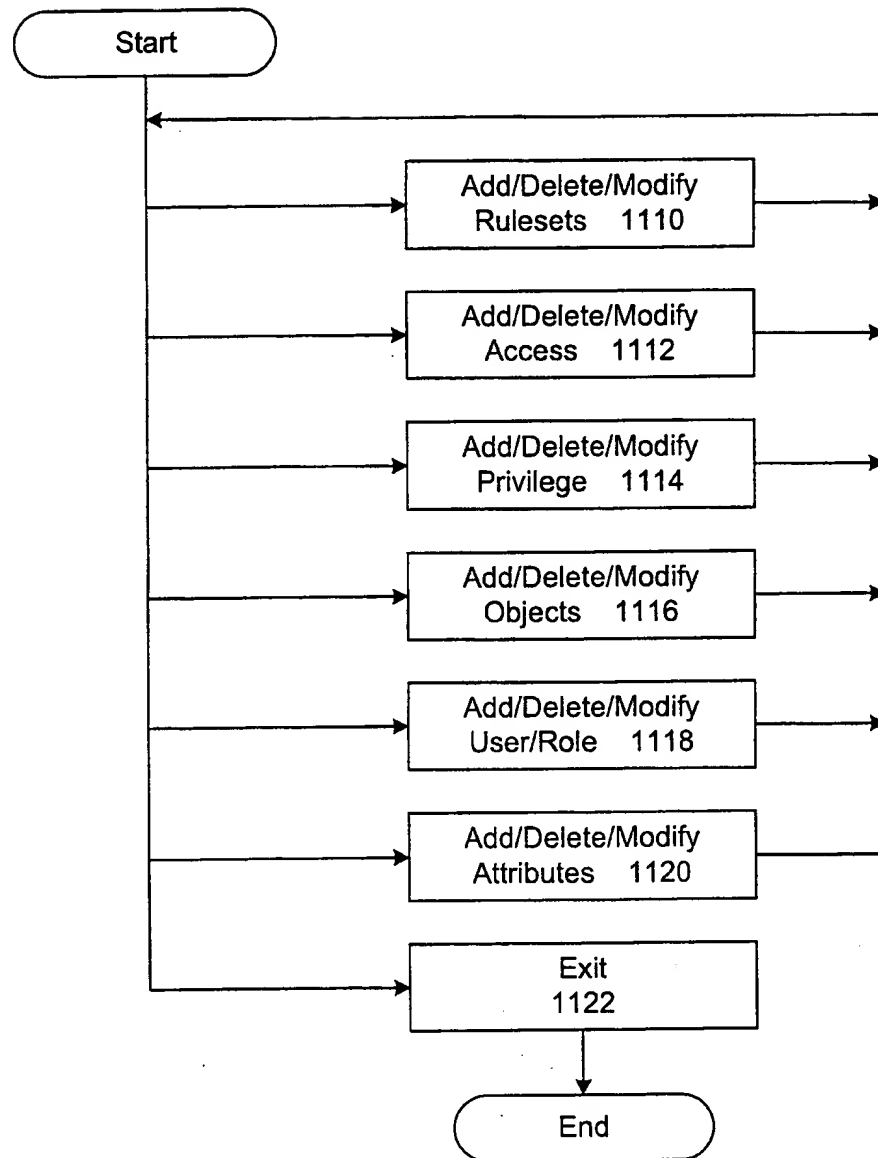 Start
Add/Delete/Modify
Rulesets 1110
Add/Delete/Modify
Access 1112
Add/Delete/Modify
Privilege 1114
Add/Delete/Modify
Objects 1116
Add/Delete/Modify
User/Role 1118
Add/Delete/Modify
Attributes 1120
Exit
1122
End